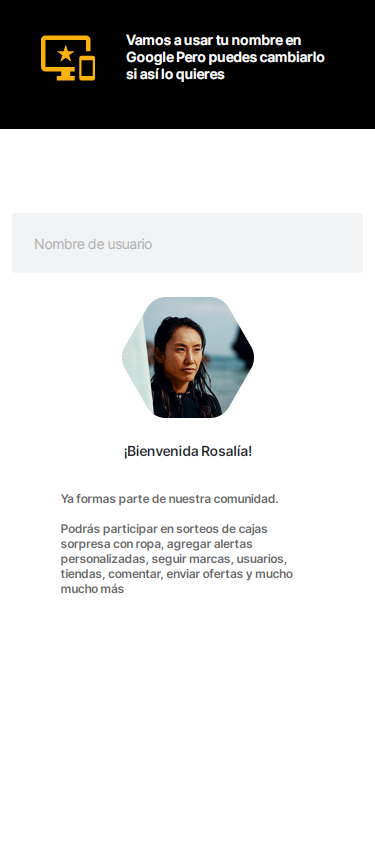 Vamos a usar tu nombre en
Google Pero puedes cambiarlo
si así lo quieres
Nombre de usuario
¡Bienvenida Rosalía!
Ya formas parte de nuestra comunidad.
Podrás participar en sorteos de cajas
sorpresa con ropa, agregar alertas
personalizadas, seguir marcas, usuarios,
tiendas, comentar, enviar ofertas y mucho
mucho más